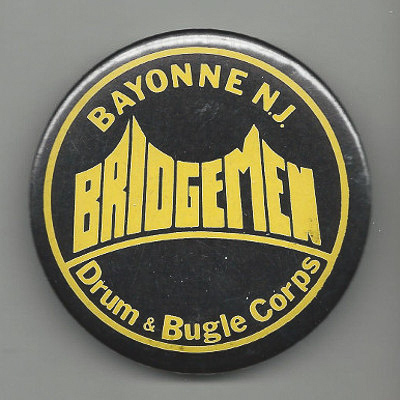 BAYONNE N.J.
BRIDGEMEN
Drum & Bugle Corps